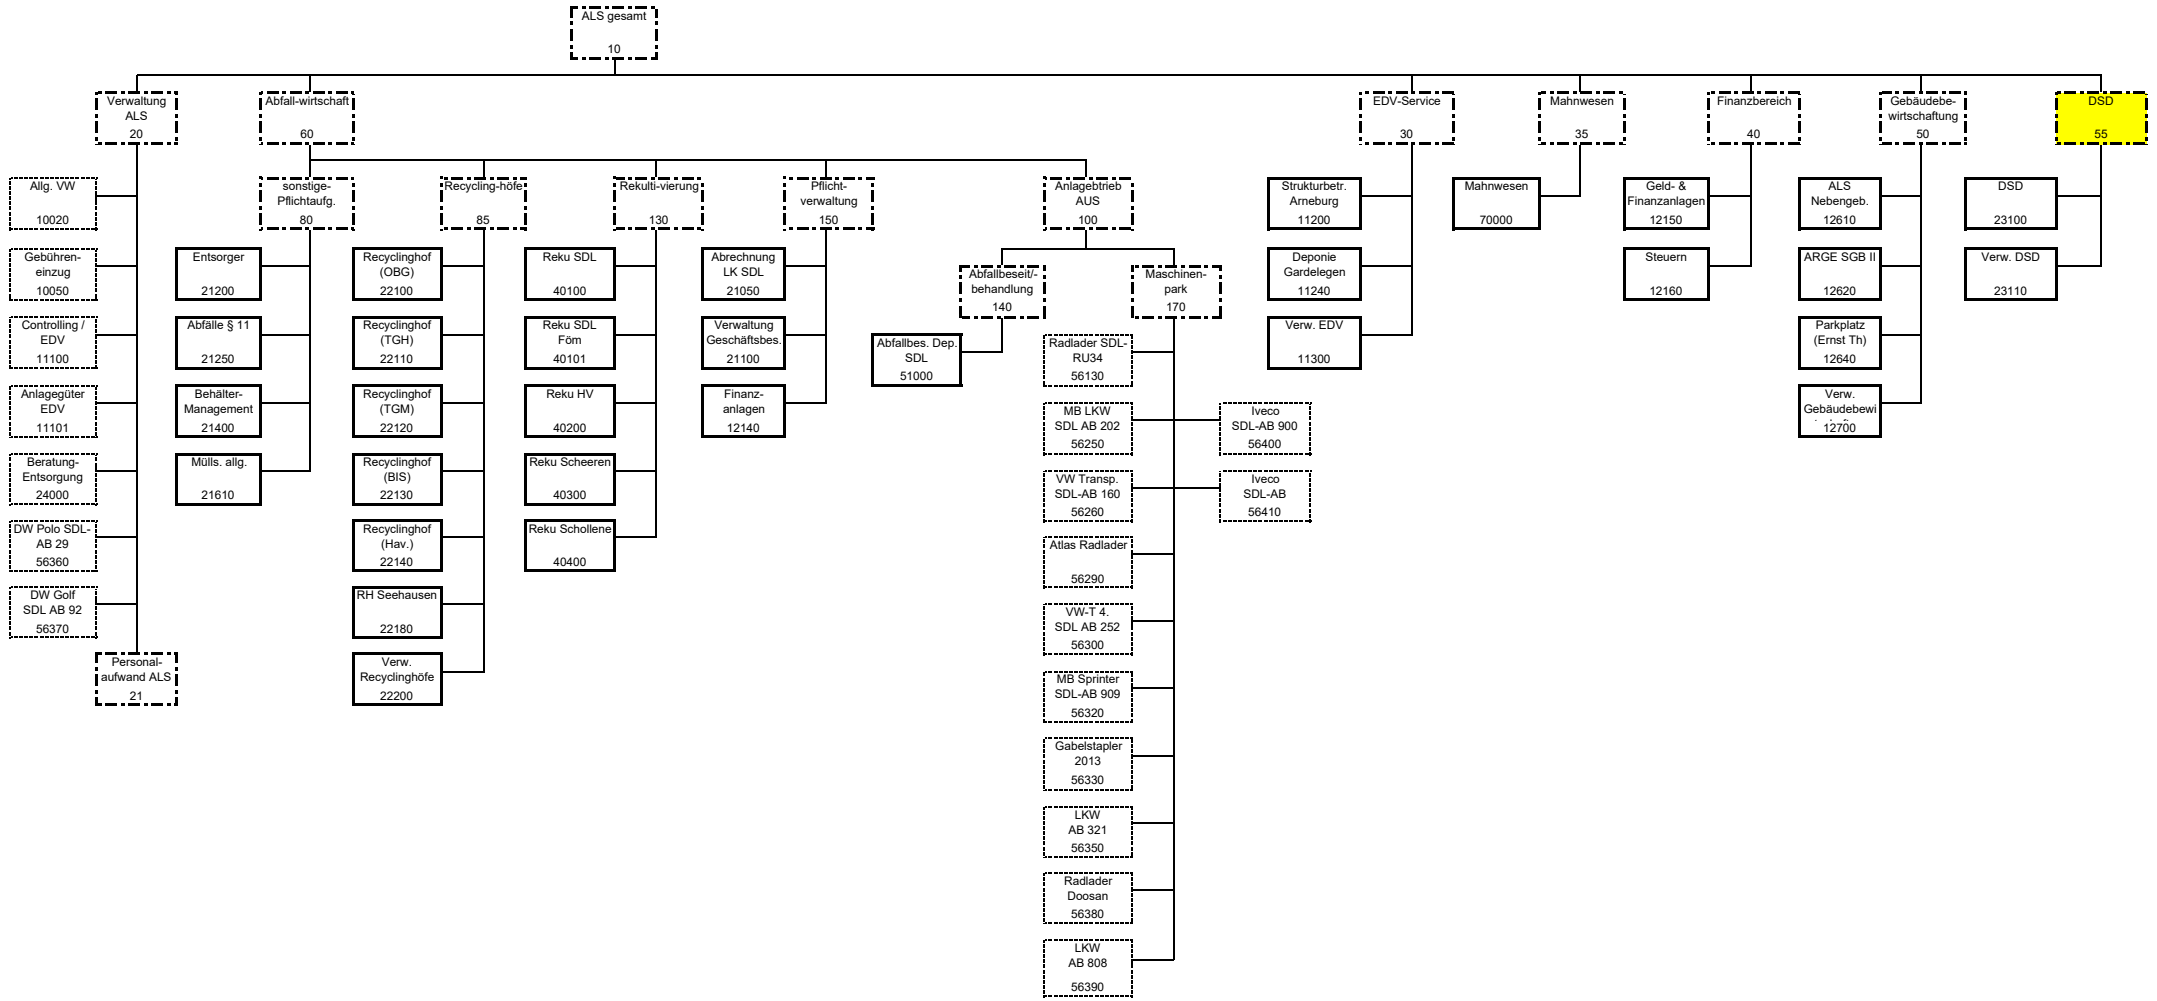 ALS gesamt
10
Verwaltung
ALS
20
Abfall-wirtschaft
60
EDV-Service
30
Mahnwesen
35
Finanzbereich
40
Gebäudebe-
wirtschaftung
50
DSD
55
Allg. VW
10020
Gebühren-
einzug
10050
Controlling /
EDV
11100
Anlagegüter
EDV
11101
Beratung-
Entsorgung
24000
DW Polo SDL-
AB 29
56360
DW Golf
SDL AB 92
56370
Personal-
aufwand ALS
21
sonstige-
Pflichtaufg.
80
Entsorger
21200
Abfälle § 11
21250
Behälter-
Management
21400
Mülls. allg.
21610
Recycling-höfe
85
Recyclinghof
(OBG)
22100
Recyclinghof
(TGH)
22110
Recyclinghof
(TGM)
22120
Recyclinghof
(BIS)
22130
Recyclinghof
(Hav.)
22140
RH Seehausen
22180
Verw.
Recyclinghöfe
22200
Rekulti-vierung
130
Reku SDL
40100
Reku SDL
Föm
40101
Reku HV
40200
Reku Scheeren
40300
Reku Schollene
40400
Pflicht-
verwaltung
150
Abrechnung
LK SDL
21050
Verwaltung
Geschäftsbes.
21100
Finanz-
anlagen
12140
Anlagebtrieb
AUS
100
Abfallbeseit/-
behandlung
140
Abfallbes. Dep.
SDL
51000
Maschinen-
park
170
Radlader SDL-
RU34
56130
MB LKW
SDL AB 202
56250
Iveco
SDL-AB 900
56400
VW Transp.
SDL-AB 160
56260
Iveco
SDL-AB
56410
Atlas Radlader
56290
VW-T 4.
SDL AB 252
56300
MB Sprinter
SDL-AB 909
56320
Gabelstapler
2013
56330
LKW
AB 321
56350
Radlader
Doosan
56380
LKW
AB 808
56390
Strukturbetr.
Arneburg
11200
Deponie
Gardelegen
11240
Verw. EDV
11300
Mahnwesen
70000
Geld- &
Finanzanlagen
12150
Steuern
12160
ALS
Nebengeb.
12610
ARGE SGB II
12620
Parkplatz
(Ernst Th)
12640
Verw.
Gebäudebewi
12700
DSD
23100
Verw. DSD
23110